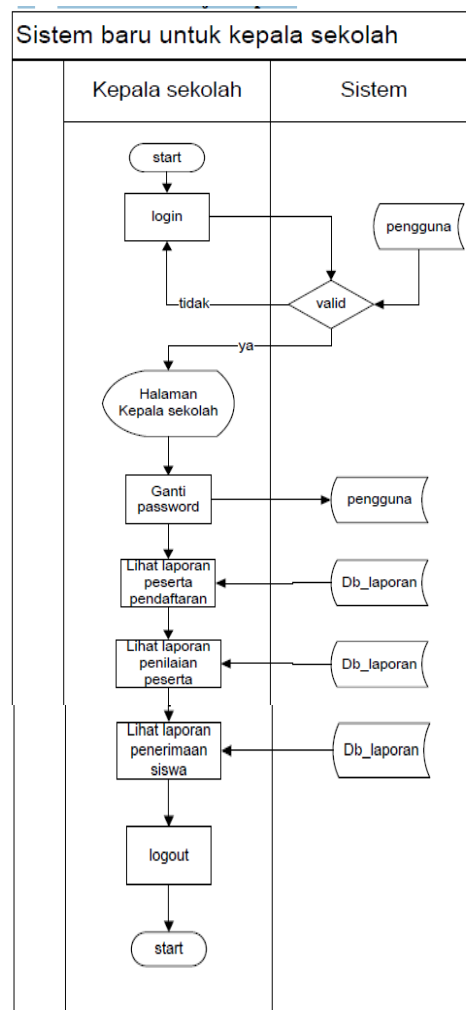 Sistem baru untuk kepala sekolah
Kepala sekolah
Sistem
start
login
pengguna
tidak
valid
ya
Halaman
Kepala sekolah
Ganti
password
pengguna
Lihat laporan
peserta
pendaftaran
Db_laporan
Lihat laporan
penilaian
peserta
Db_laporan
Lihat laporan
penerimaan
siswa
Db_laporan
logout
start